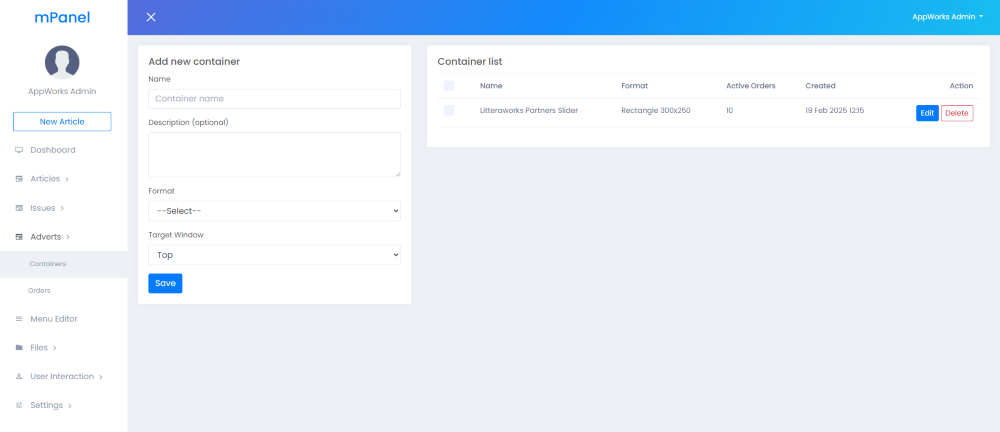 mPanel
AppWorks Admin
AppWorks Admin
New Article
Dashboard
Articles
Issues
Adverts
Containers
Orders
Menu Editor
Files
User Interaction
Settings
Add new container
Name
Container name
Description (optional)
Format
--Select--
Target Window
Top
Save
Container list
Name Format Active Orders Created Action
Litteraworks Partners Slider Rectangle 300x250 10 19 Feb 2025 12:15 Edit Delete